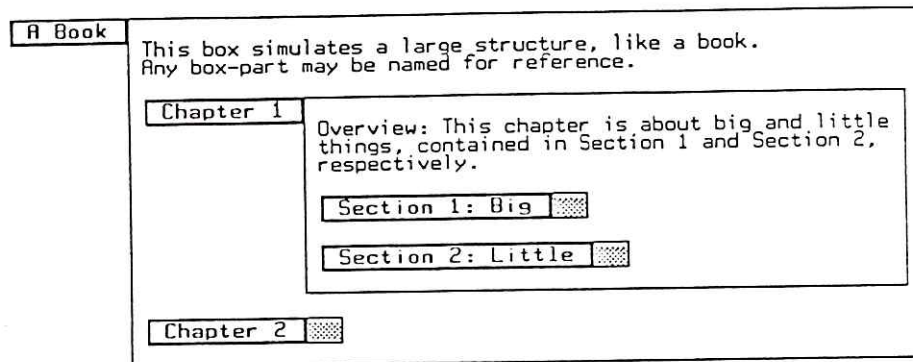 A Book
This box simulates a large structure, like a book.
Any box-part may be named for reference.
Chapter 1
Overview: This chapter is about big and little
things, contained in Section 1 and Section 2,
respectively.
Section 1: Big
Section 2: Little
Chapter 2